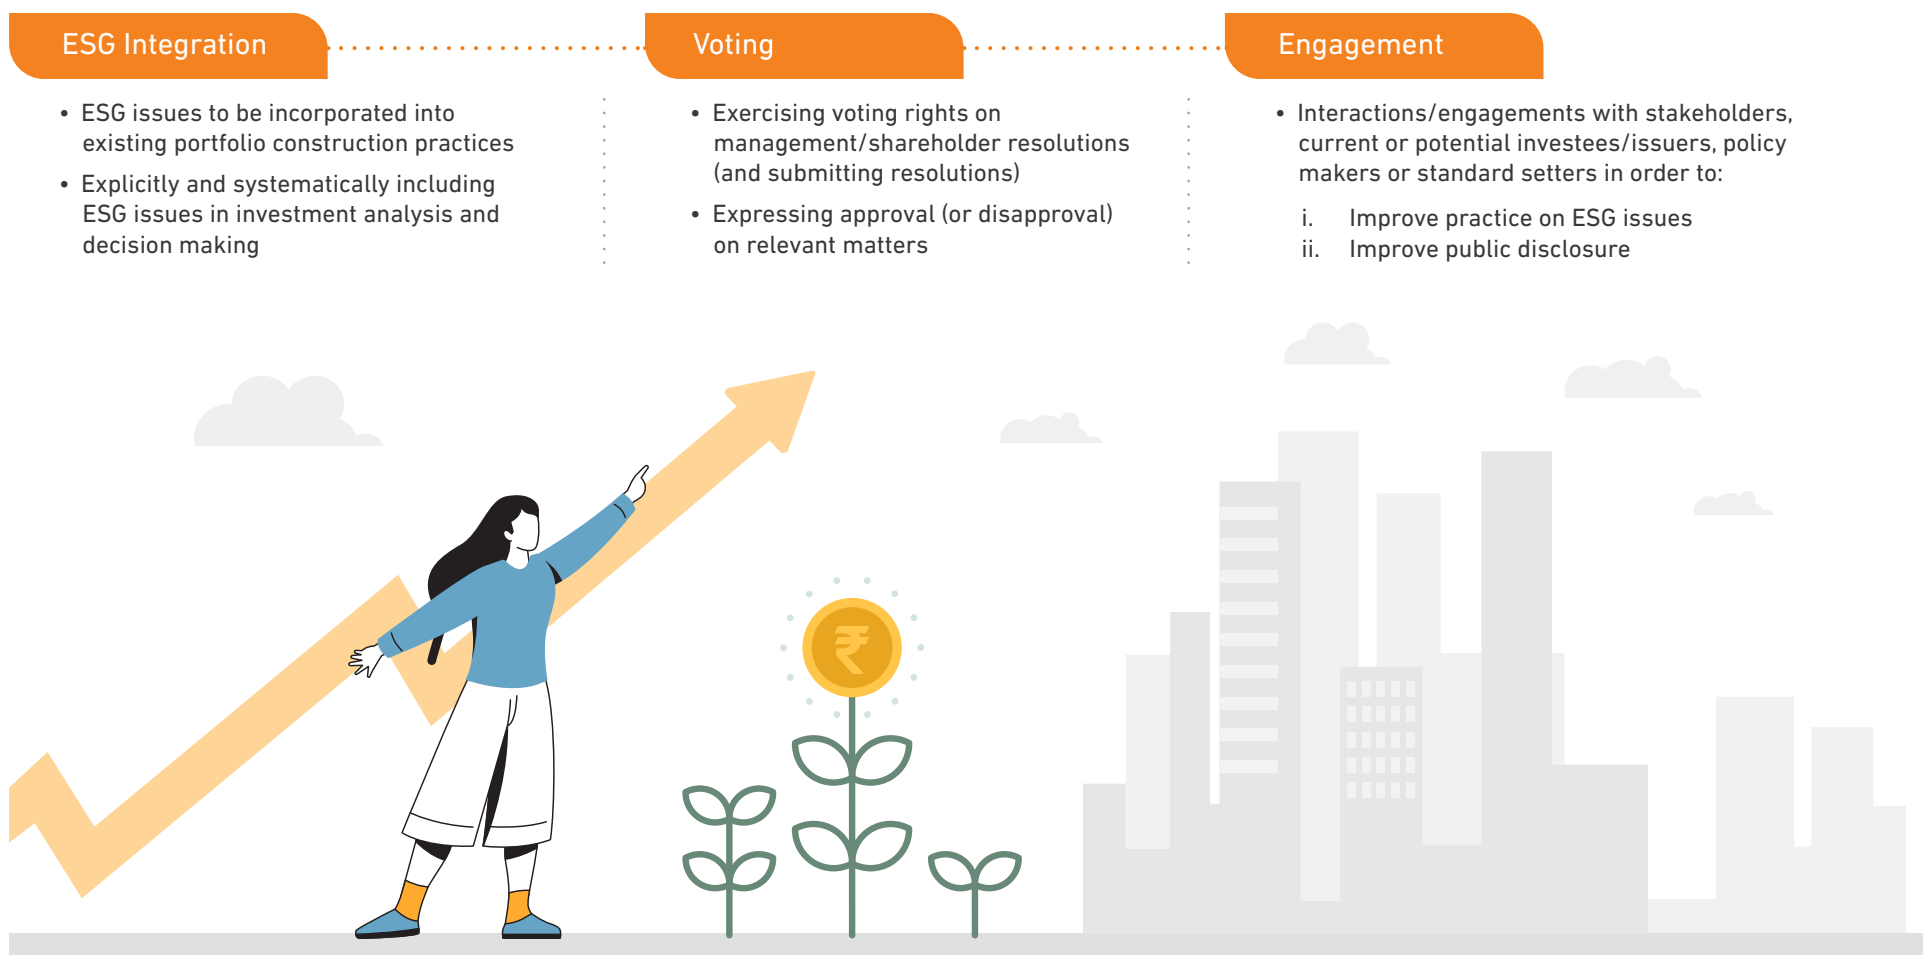 ESG Integration
• ESG issues to be incorporated into
existing portfolio construction practices
• Explicitly and systematically including
ESG issues in investment analysis and
decision making
Voting
• Exercising voting rights on
management/shareholder resolutions
(and submitting resolutions)
• Expressing approval (or disapproval)
on relevant matters
Engagement
• Interactions/engagements with stakeholders,
current or potential investees/issuers, policy
makers or standard setters in order to:
i. Improve practice on ESG issues
ii. Improve public disclosure
₹